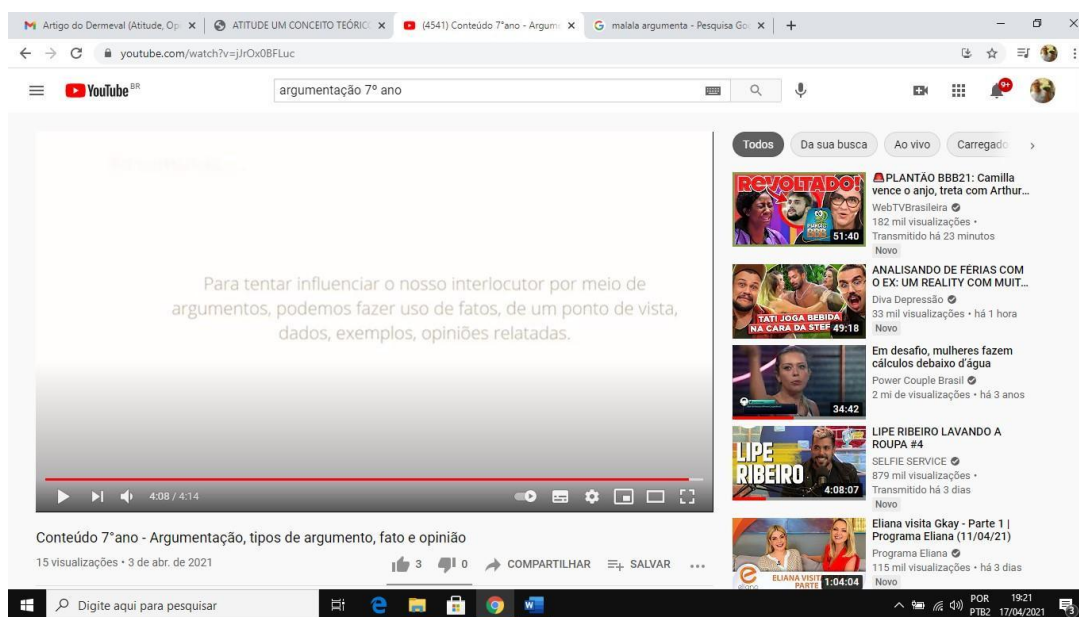 Artigo do Dermeval (Atitude, Op
ATITUDE UM CONCEITO TEÓRIC
(4541) Conteúdo 7°ano - Argum
malala argumenta - Pesquisa Goo
youtube.com/watch?v=jJrOx0BFLuc
YouTube BR
argumentação 7º ano
9+
Para tentar influenciar o nosso interlocutor por meio de
argumentos, podemos fazer uso de fatos, de um ponto de vista,
dados, exemplos, opiniões relatadas.
4:08 / 4:14
Conteúdo 7°ano - Argumentação, tipos de argumento, fato e opinião
15 visualizações • 3 de abr. de 2021
3
0
COMPARTILHAR
SALVAR
Todos
Da sua busca
Ao vivo
Carregado
REVOLTADO!
51:40
PLANTÃO BBB21: Camilla
vence o anjo, treta com Arthur...
WebTVBrasileira
182 mil visualizações •
Transmitido há 23 minutos
Novo
TATI JOGA BEBIDA
NA CARA DA STEF
49:18
ANALISANDO DE FÉRIAS COM
O EX: UM REALITY COM MUIT...
Diva Depressão
33 mil visualizações • há 1 hora
Novo
34:42
Em desafio, mulheres fazem
cálculos debaixo d'água
Power Couple Brasil
2 mi de visualizações • há 3 anos
LIPE
RIBEIRO
4:08:07
LIPE RIBEIRO LAVANDO A
ROUPA #4
SELFIE SERVICE
879 mil visualizações •
Transmitido há 3 dias
Novo
eliana
ELIANA VISITA
PARTE
1:04:04
Eliana visita Gkay - Parte 1 |
Programa Eliana (11/04/21)
Programa Eliana
115 mil visualizações • há 3 dias
Novo
Digite aqui para pesquisar
POR
PTB2
19:21
17/04/2021
3